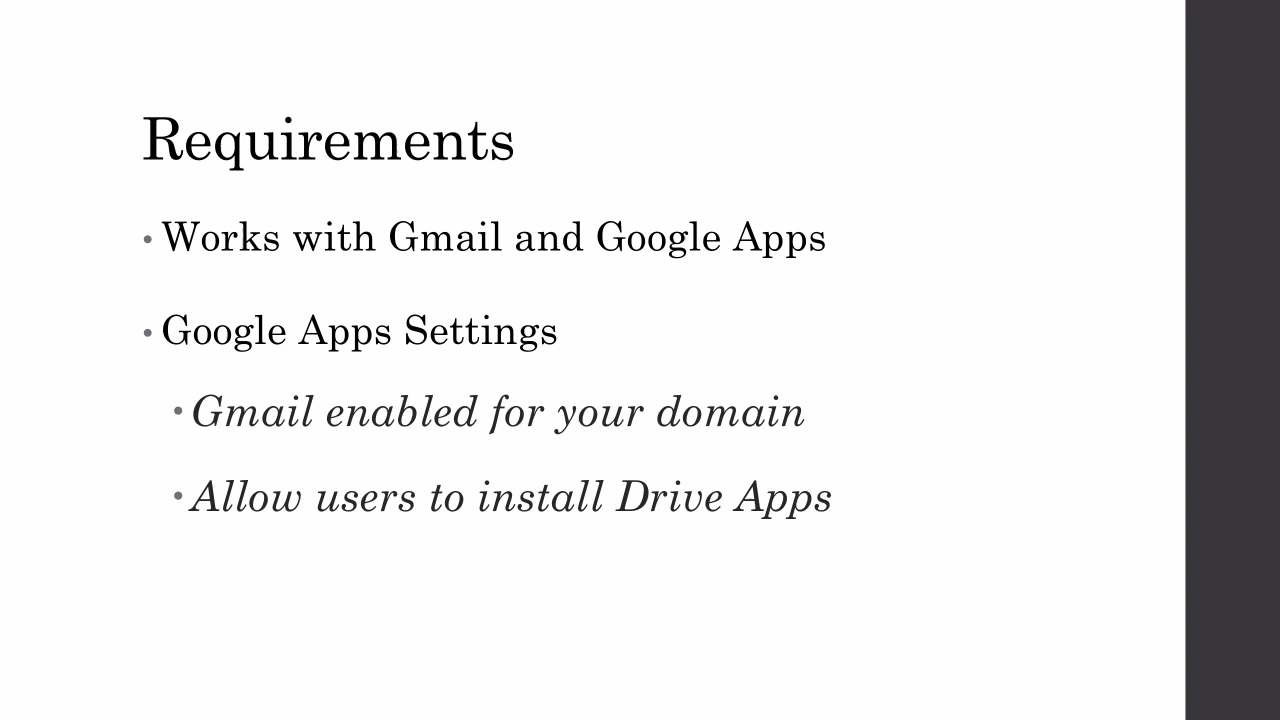 Requirements
• Works with Gmail and Google Apps
• Google Apps Settings
• Gmail enabled for your domain
• Allow users to install Drive Apps